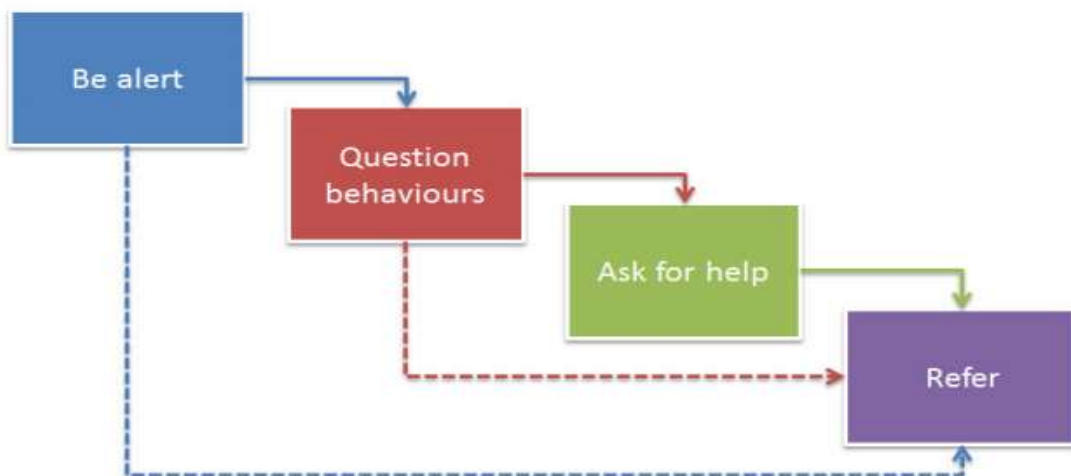 Be alert
Question
behaviours
Ask for help
Refer